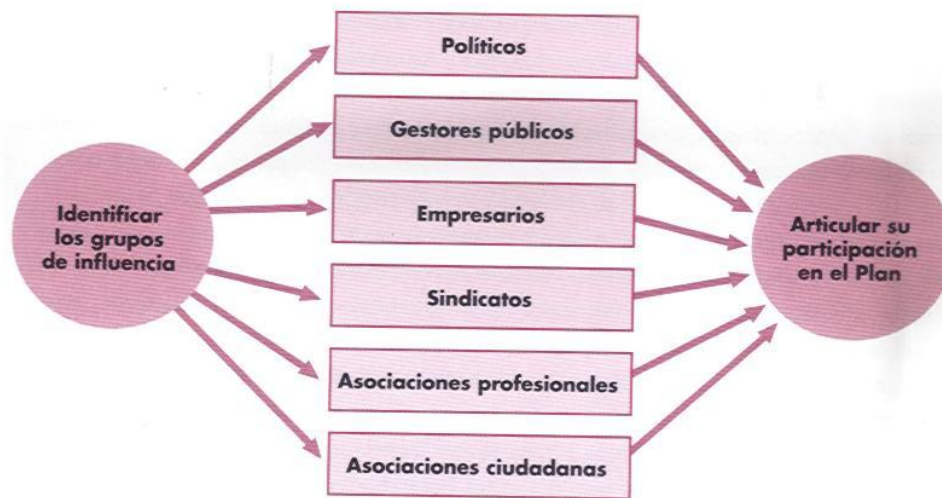 Identificar
los grupos
de influencia
Políticos
Gestores públicos
Empresarios
Sindicatos
Asociaciones profesionales
Asociaciones ciudadanas
Articular su
participación
en el Plan